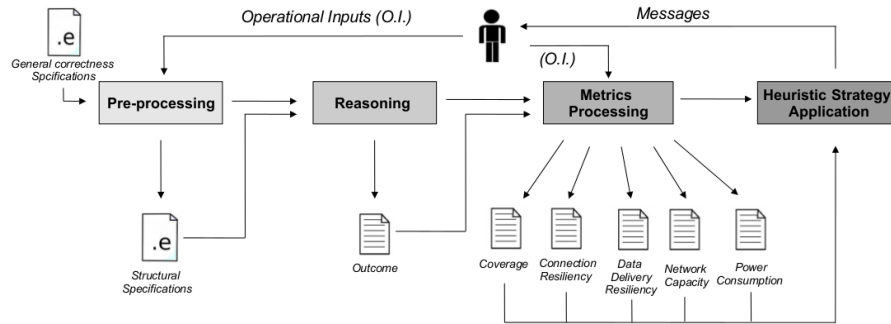 Operational Inputs (O.I.)
Messages
.e
General correctness
Spcifications
(O.I.)
Pre-processing
Reasoning
Metrics
Processing
Heuristic Strategy
Application
.e
Structural
Specifications
Outcome
Coverage
Connection
Resiliency
Data
Delivery
Resiliency
Network
Capacity
Power
Consumption